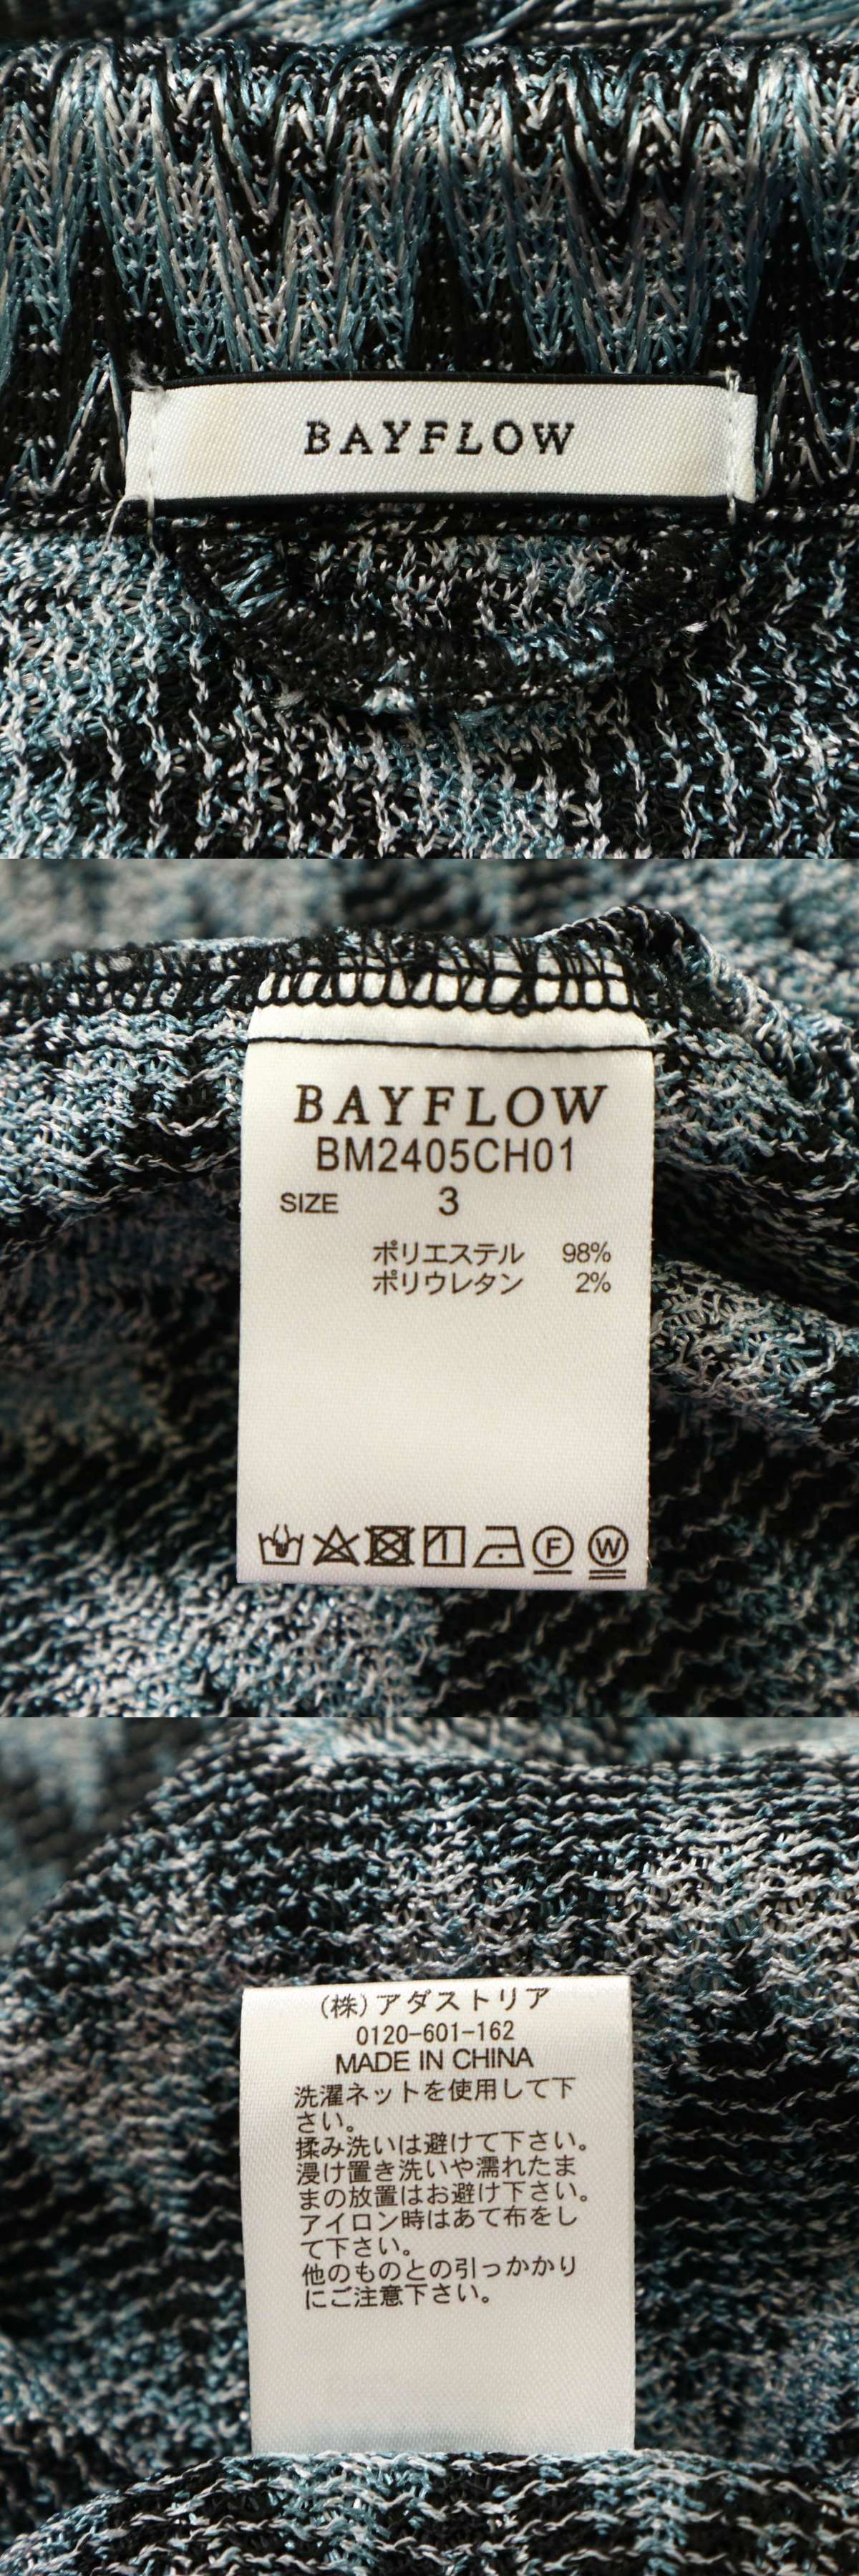 BAYFLOW
BAYFLOW
BM2405CH01
SIZE 3
ポリエステル 98%
ポリウレタン 2%
F W
(株)アダストリア
0120-601-162
MADE IN CHINA
洗濯ネットを使用して下
さい。
揉み洗いは避けて下さい。
浸け置き洗いや濡れたま
まの放置はお避け下さい。
アイロン時はあて布をし
て下さい。
他のものとの引っかかり
にご注意下さい。